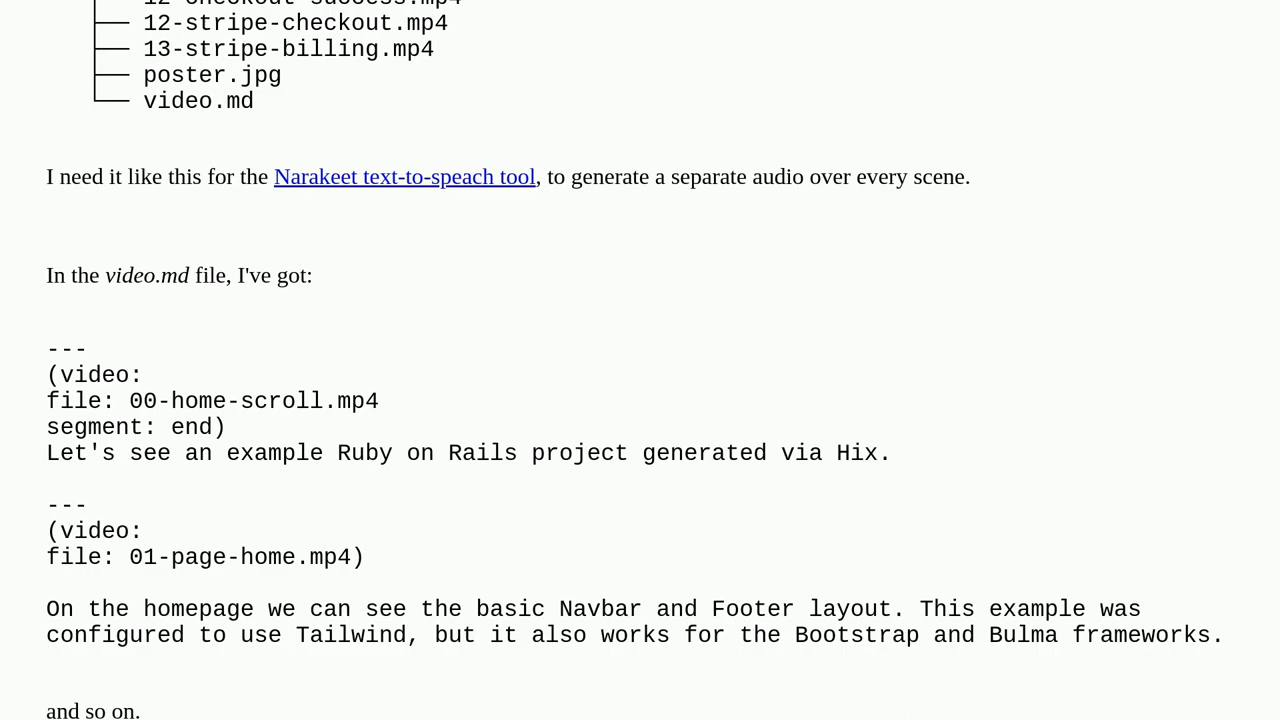 12-checkout-success.mp4
├── 12-stripe-checkout.mp4
├── 13-stripe-billing.mp4
├── poster.jpg
└── video.md
I need it like this for the Narakeet text-to-speach tool, to generate a separate audio over every scene.
In the video.md file, I've got:
---
(video:
file: 00-home-scroll.mp4
segment: end)
Let's see an example Ruby on Rails project generated via Hix.
---
(video:
file: 01-page-home.mp4)
On the homepage we can see the basic Navbar and Footer layout. This example was
configured to use Tailwind, but it also works for the Bootstrap and Bulma frameworks.
and so on.